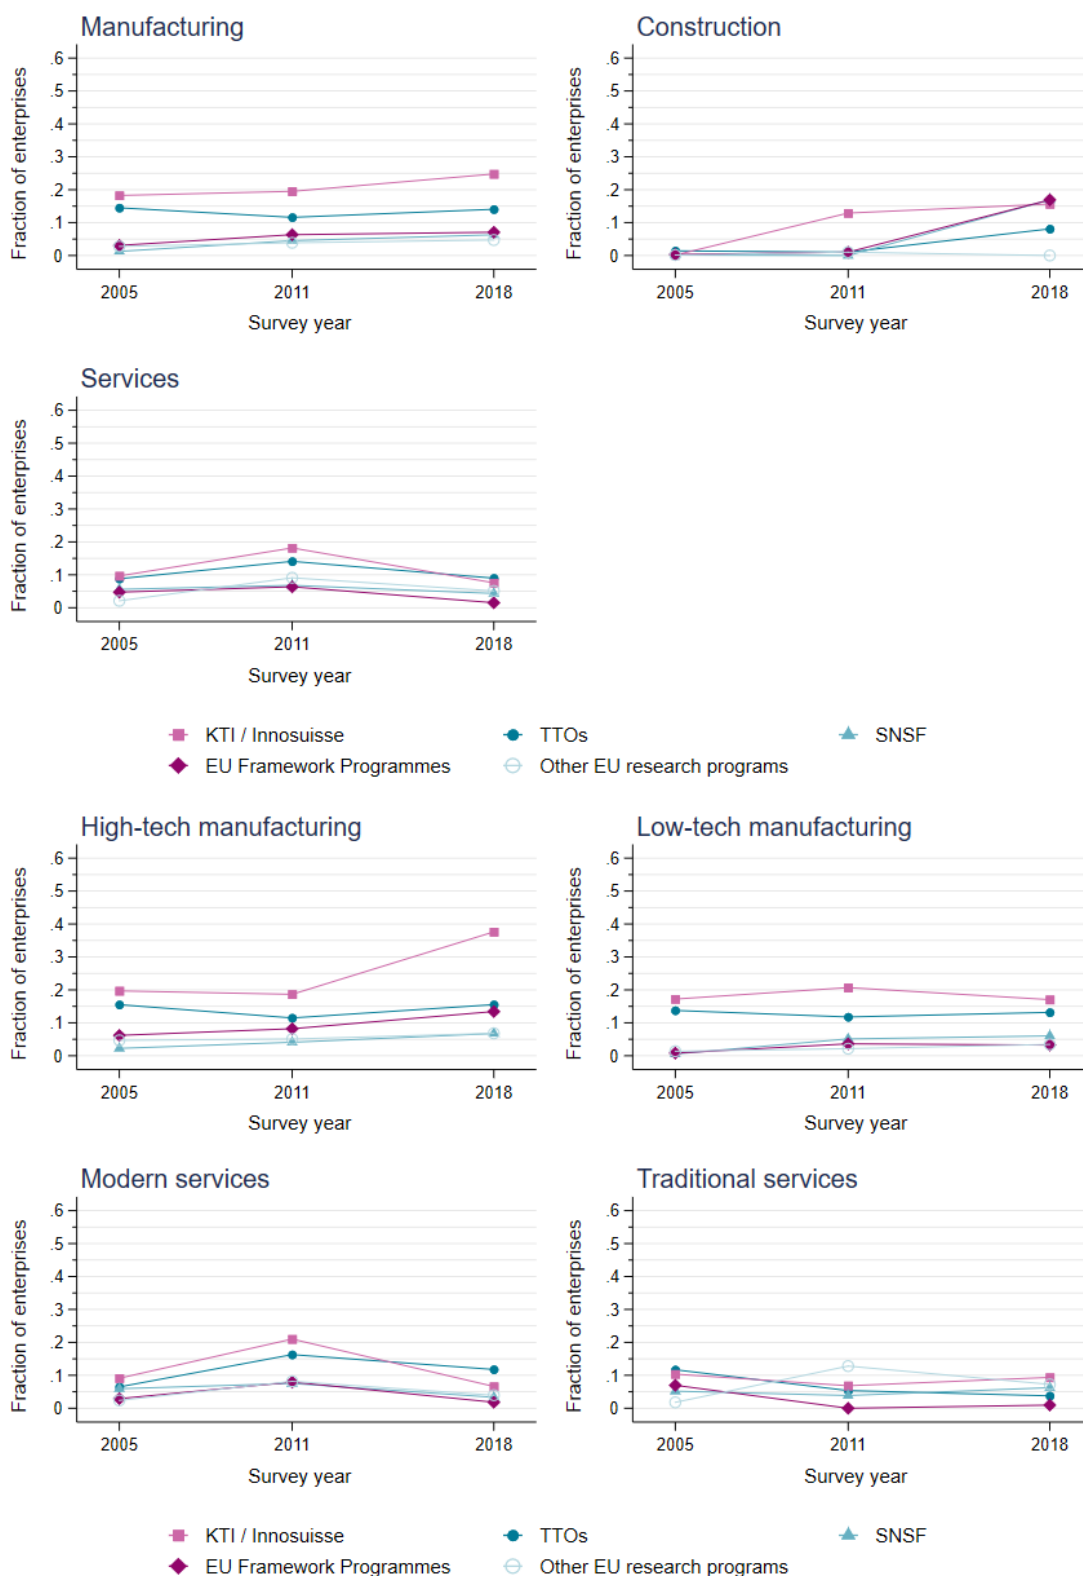 Manufacturing
Fraction of enterprises
.6
.5
.4
.3
.2
.1
0
2005 2011 2018
Survey year
Construction
Fraction of enterprises
.6
.5
.4
.3
.2
.1
0
2005 2011 2018
Survey year
Services
Fraction of enterprises
.6
.5
.4
.3
.2
.1
0
2005 2011 2018
Survey year
KTI / Innosuisse TTOs SNSF
EU Framework Programmes Other EU research programs
High-tech manufacturing
Fraction of enterprises
.6
.5
.4
.3
.2
.1
0
2005 2011 2018
Survey year
Low-tech manufacturing
Fraction of enterprises
.6
.5
.4
.3
.2
.1
0
2005 2011 2018
Survey year
Modern services
Fraction of enterprises
.6
.5
.4
.3
.2
.1
0
2005 2011 2018
Survey year
Traditional services
Fraction of enterprises
.6
.5
.4
.3
.2
.1
0
2005 2011 2018
Survey year
KTI / Innosuisse TTOs SNSF
EU Framework Programmes Other EU research programs